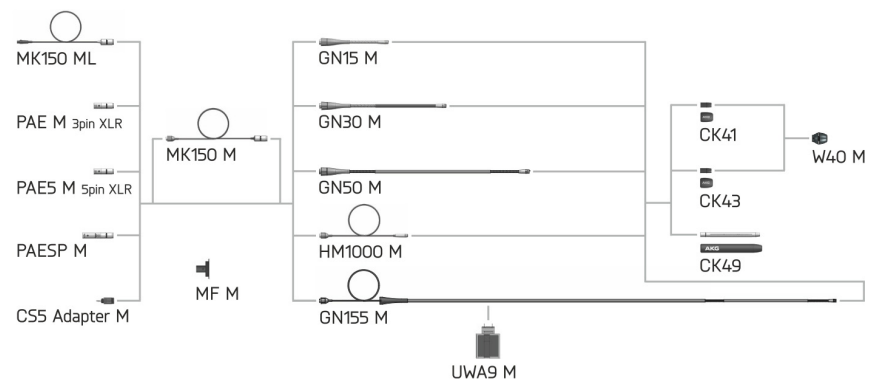 MK150 ML
PAE M 3pin XLR
PAE5 M 5pin XLR
PAESP M
CS5 Adapter M
MK150 M
MF M
GN15 M
GN30 M
GN50 M
HM1000 M
GN155 M
UWA9 M
CK41
CK43
AKG
CK49
W40 M